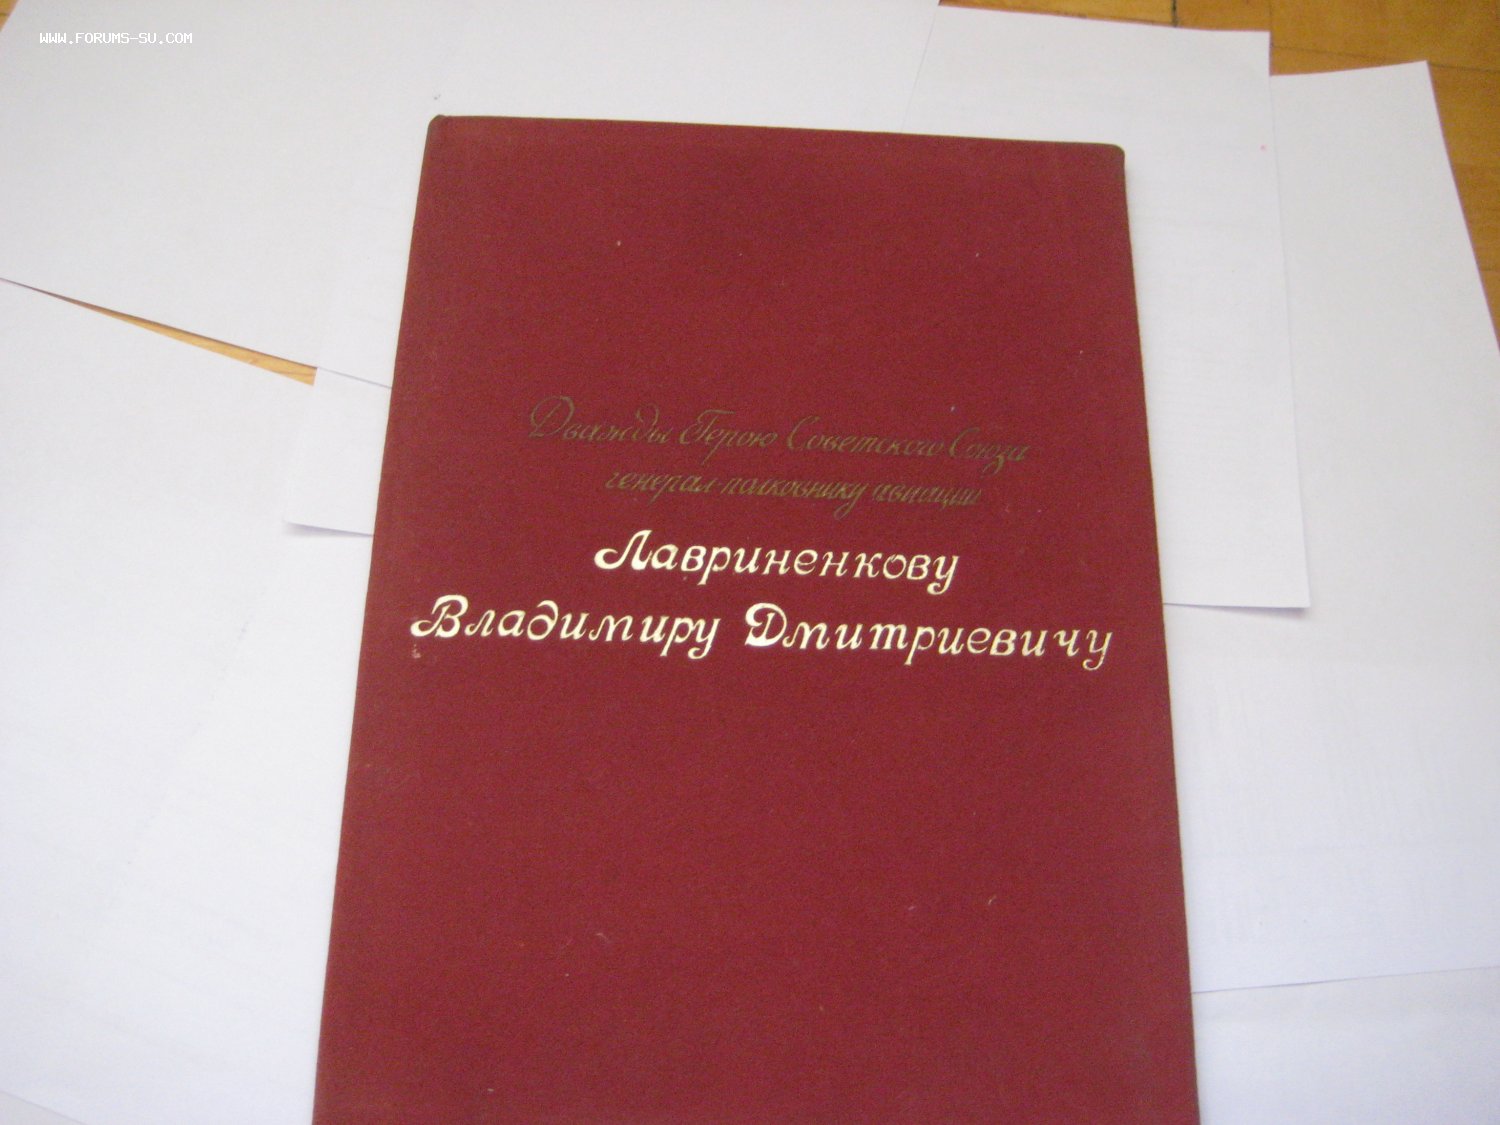 WWW.FORUMS-SU.COM
Дважды Герою Советского Союза
генерал-полковнику авиации
Лавриненкову
Владимиру Дмитриевичу